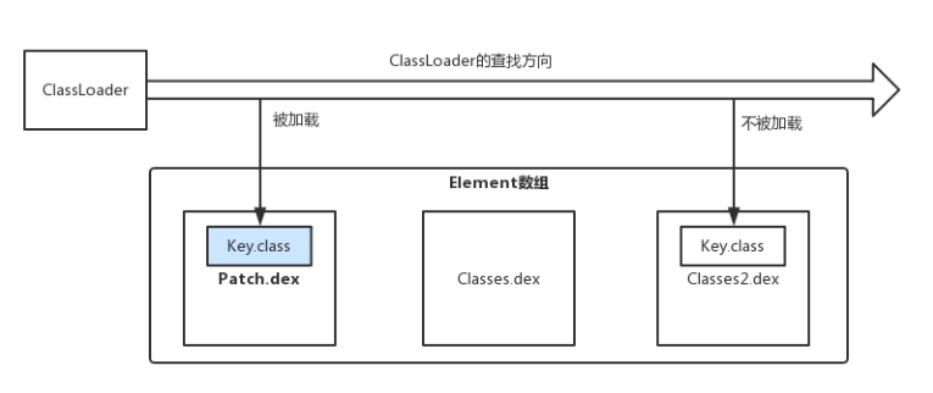 ClassLoader的查找方向
ClassLoader
被加载
不被加载
Element数组
Key.class
Key.class
Patch.dex
Classes.dex
Classes2.dex